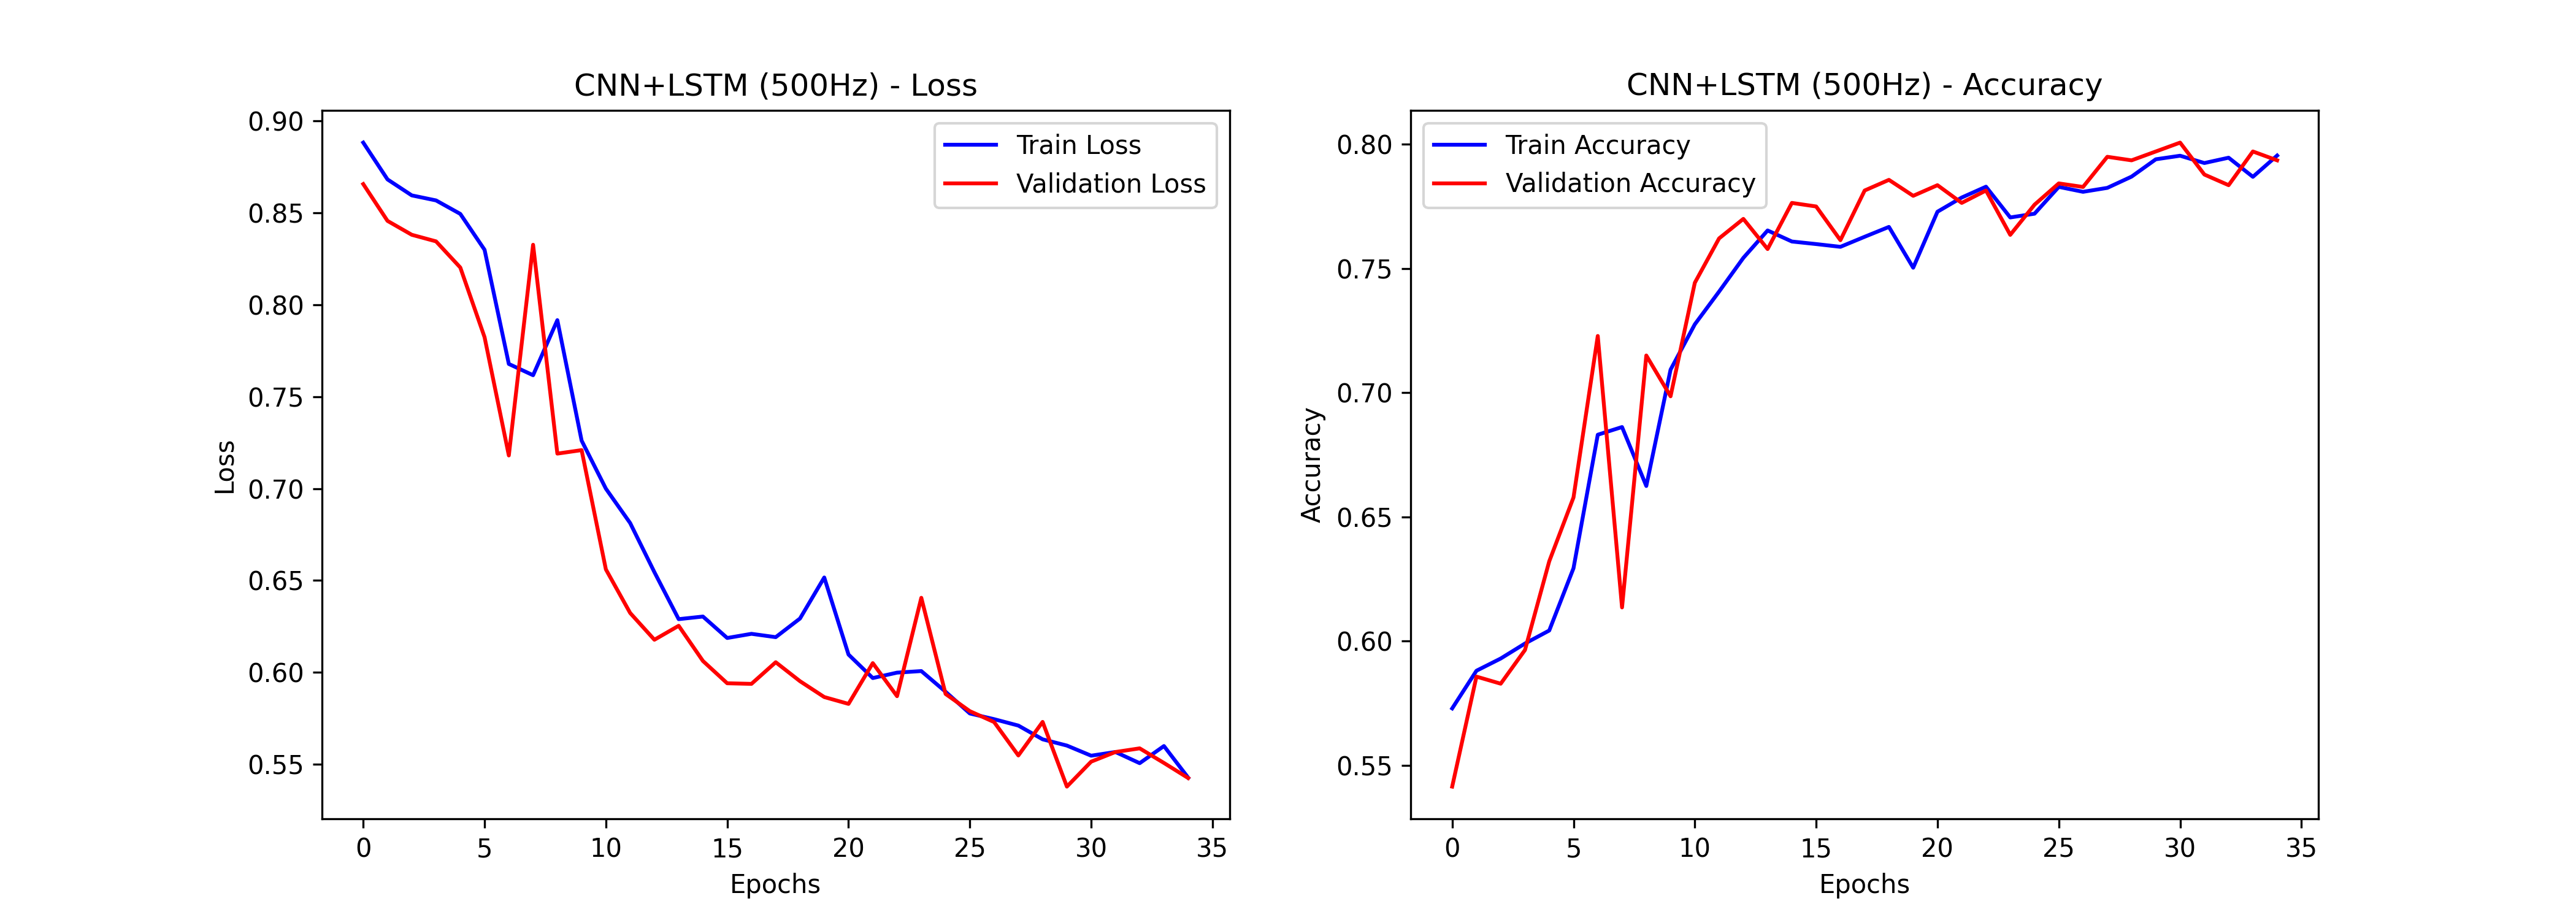 CNN+LSTM (500Hz) - Loss
0.90
0.85
0.80
0.75
0.70
0.65
0.60
0.55
Loss
Train Loss
Validation Loss
0 5 10 15 20 25 30 35
Epochs
CNN+LSTM (500Hz) - Accuracy
0.80
0.75
0.70
0.65
0.60
0.55
Accuracy
Train Accuracy
Validation Accuracy
0 5 10 15 20 25 30 35
Epochs